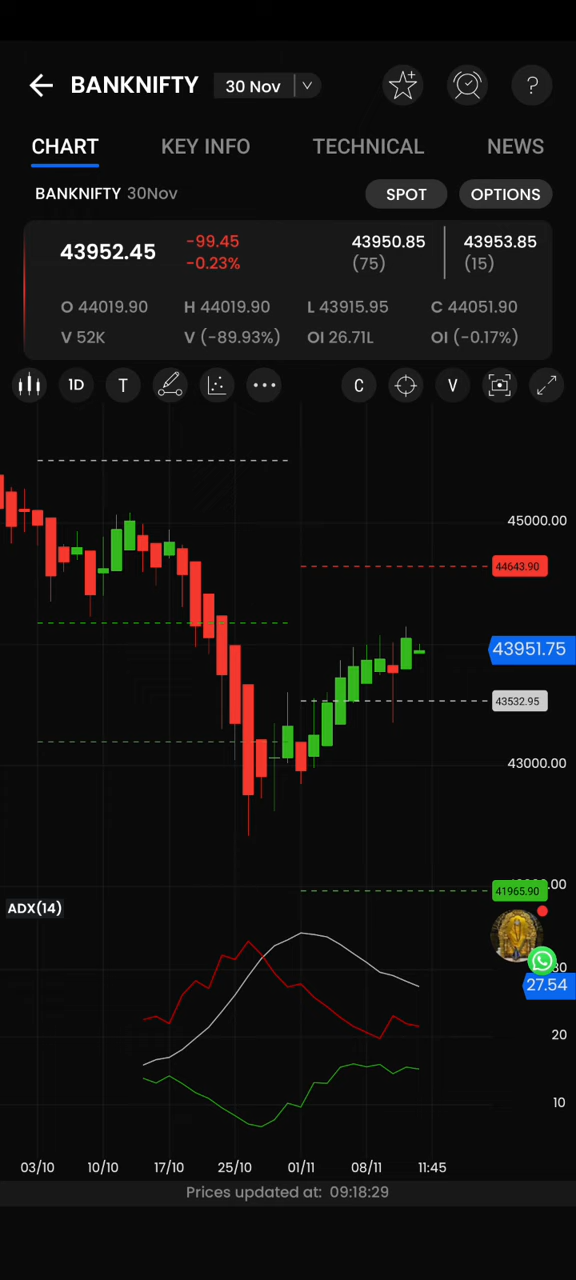 BANKNIFTY 30 Nov ?
CHART KEY INFO TECHNICAL NEWS
BANKNIFTY 30Nov SPOT OPTIONS
43952.45 -99.45 43950.85 43953.85
-0.23% (75) (15)
O 44019.90 H 44019.90 L 43915.95 C 44051.90
V 52K V (-89.93%) OI 26.71L OI (-0.17%)
1D T C V
45000.00
44643.90
43951.75
43532.95
43000.00
41965.90
ADX(14)
27.54
20
10
03/10 10/10 17/10 25/10 01/11 08/11 11:45
Prices updated at: 09:18:29